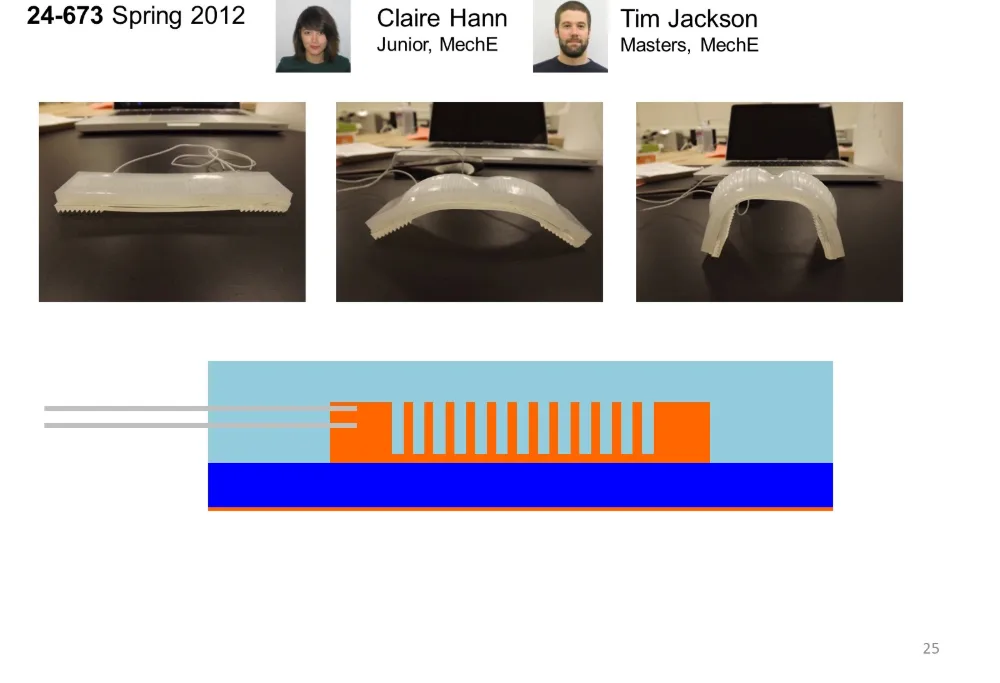 24-673 Spring 2012
Claire Hann
Junior, MechE
Tim Jackson
Masters, MechE
25